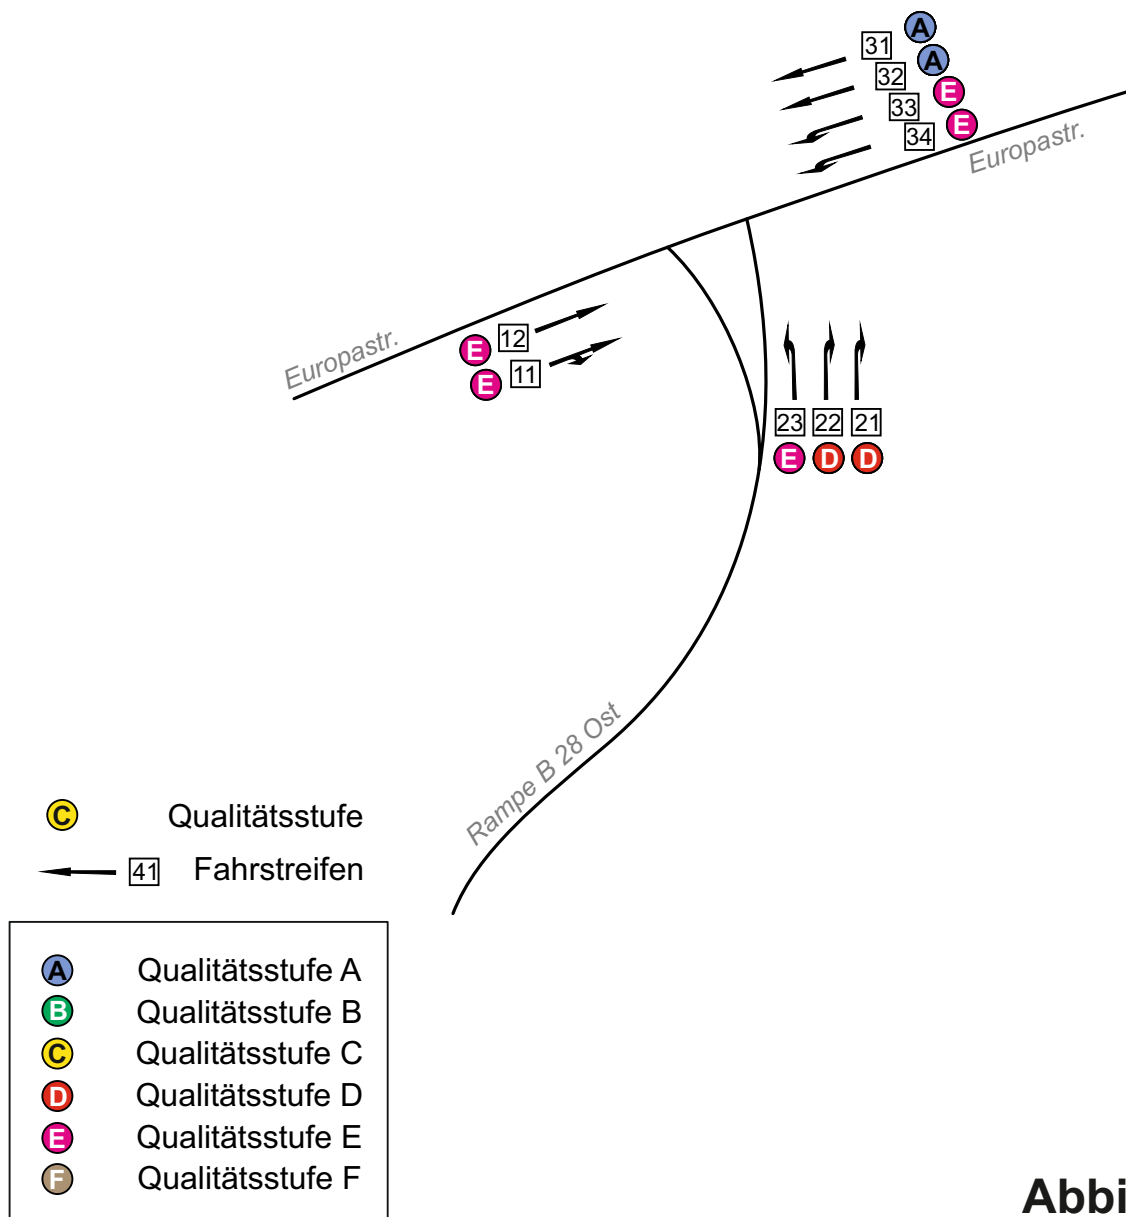 A
31
A
32
E
33
E
34
Europastr.
Europastr.
12
E
11
E
23 22 21
E D D
Rampe B 28 Ost
C Qualitätsstufe
41 Fahrstreifen
A Qualitätsstufe A
B Qualitätsstufe B
C Qualitätsstufe C
D Qualitätsstufe D
E Qualitätsstufe E
F Qualitätsstufe F
Abbi